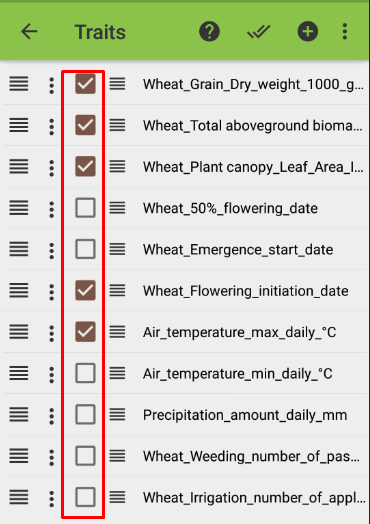 Traits
Wheat_Grain_Dry_weight_1000_g...
Wheat_Total aboveground bioma...
Wheat_Plant canopy_Leaf_Area_I...
Wheat_50%_flowering_date
Wheat_Emergence_start_date
Wheat_Flowering_initiation_date
Air_temperature_max_daily_°C
Air_temperature_min_daily_°C
Precipitation_amount_daily_mm
Wheat_Weeding_number_of_pas...
Wheat_Irrigation_number_of_appl...